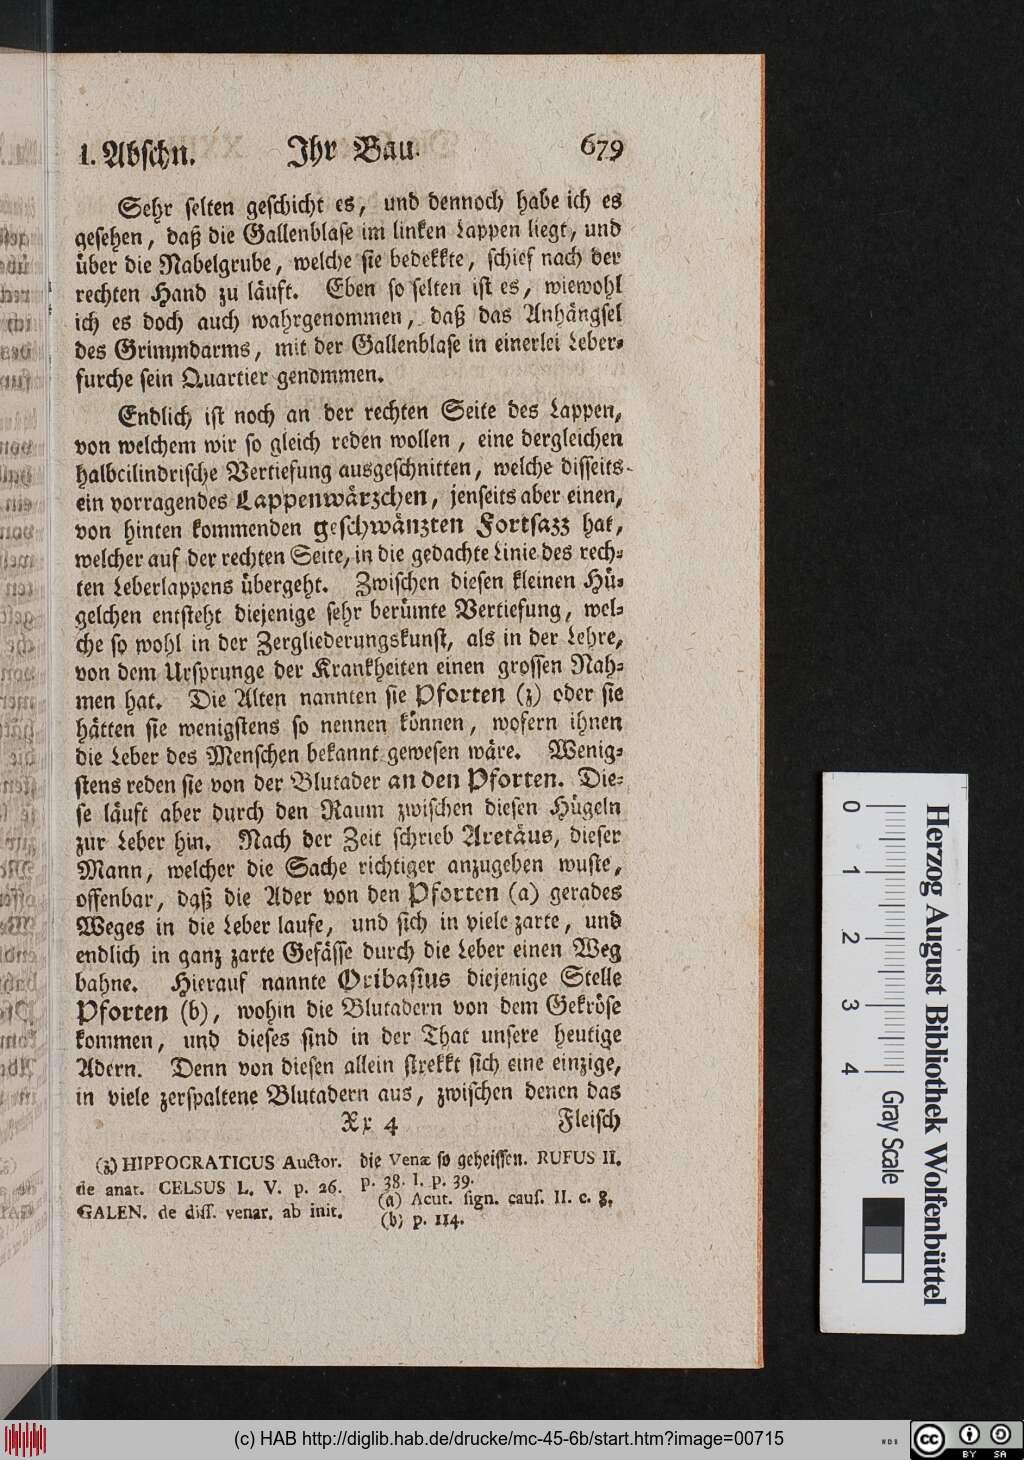 1. Abschn. Ihr Bau. 679
Sehr selten geschicht es, und dennoch habe ich es
gesehen, daß die Gallenblase im linken Lappen liegt, und
über die Nabelgrube, welche sie bedekkte, schief nach der
rechten Hand zu läuft. Eben so selten ist es, wiewohl
ich es doch auch wahrgenommen, daß das Anhängsel
des Grimmdarms, mit der Gallenblase in einerlei Leber-
furche sein Quartier genommen.
Endlich ist noch an der rechten Seite des Lappen,
von welchem wir so gleich reden wollen, eine dergleichen
halbcilindrische Vertiefung ausgeschnitten, welche disseits
ein vorragendes Lappenwärzchen, jenseits aber einen,
von hinten kommenden geschwänzten Fortsazz hat,
welcher auf der rechten Seite, in die gedachte Linie des rech-
ten Leberlappens übergeht. Zwischen diesen kleinen Hü-
gelchen entsteht diejenige sehr berümte Vertiefung, wel-
che so wohl in der Zergliederungskunst, als in der Lehre,
von dem Ursprunge der Krankheiten einen grossen Nah-
men hat. Die Alten nannten sie Pforten (z) oder sie
hätten sie wenigstens so nennen können, wofern ihnen
die Leber des Menschen bekannt gewesen wäre. Wenig-
stens reden sie von der Blutader an den Pforten. Die-
se läuft aber durch den Raum zwischen diesen Hügeln
zur Leber hin. Nach der Zeit schrieb Aretäus, dieser
Mann, welcher die Sache richtiger anzugeben wuste,
offenbar, daß die Ader von den Pforten (a) gerades
Weges in die Leber laufe, und sich in viele zarte, und
endlich in ganz zarte Gefässe durch die Leber einen Weg
bahne. Hierauf nannte Oribasius diejenige Stelle
Pforten (b), wohin die Blutadern von dem Gekröse
kommen, und dieses sind in der That unsere heutige
Adern. Denn von diesen allein strekkt sich eine einzige,
in viele zerspaltene Blutadern aus, zwischen denen das
Xx 4 Fleisch
(z) HIPPOCRATICUS Auctor.
de anat. CELSUS L. V. p. 26.
GALEN. de diss. venar. ab init.
die Venæ so geheissen. RUFUS II.
p. 38. I. p. 39.
(a) Acut. sign. caus. II. c. 8.
(b) p. 114.
Herzog August Bibliothek Wolfenbüttel
0 1 2 3 4 Gray Scale
(c) HAB http://diglib.hab.de/drucke/mc-45-6b/start.htm?image=00715
cc BY SA